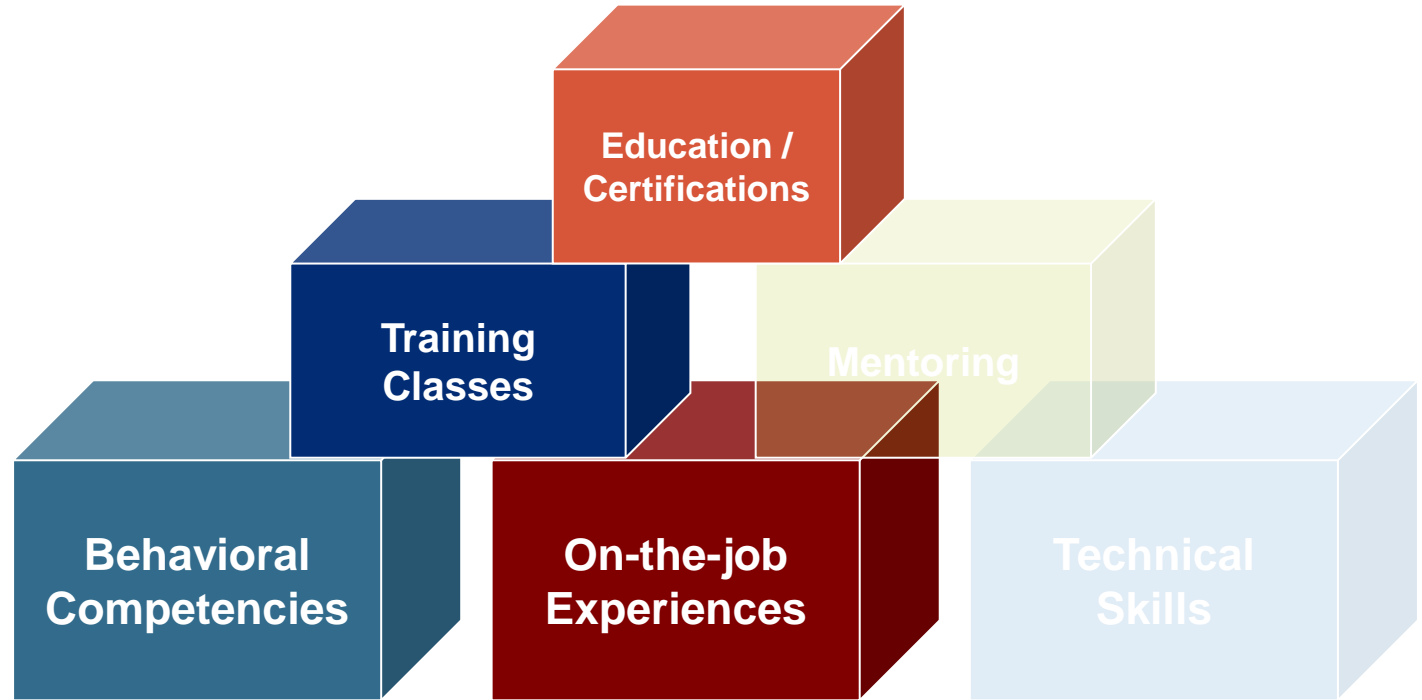 Education /
Certifications
Training
Classes
Mentoring
Behavioral
Competencies
On-the-job
Experiences
Technical
Skills